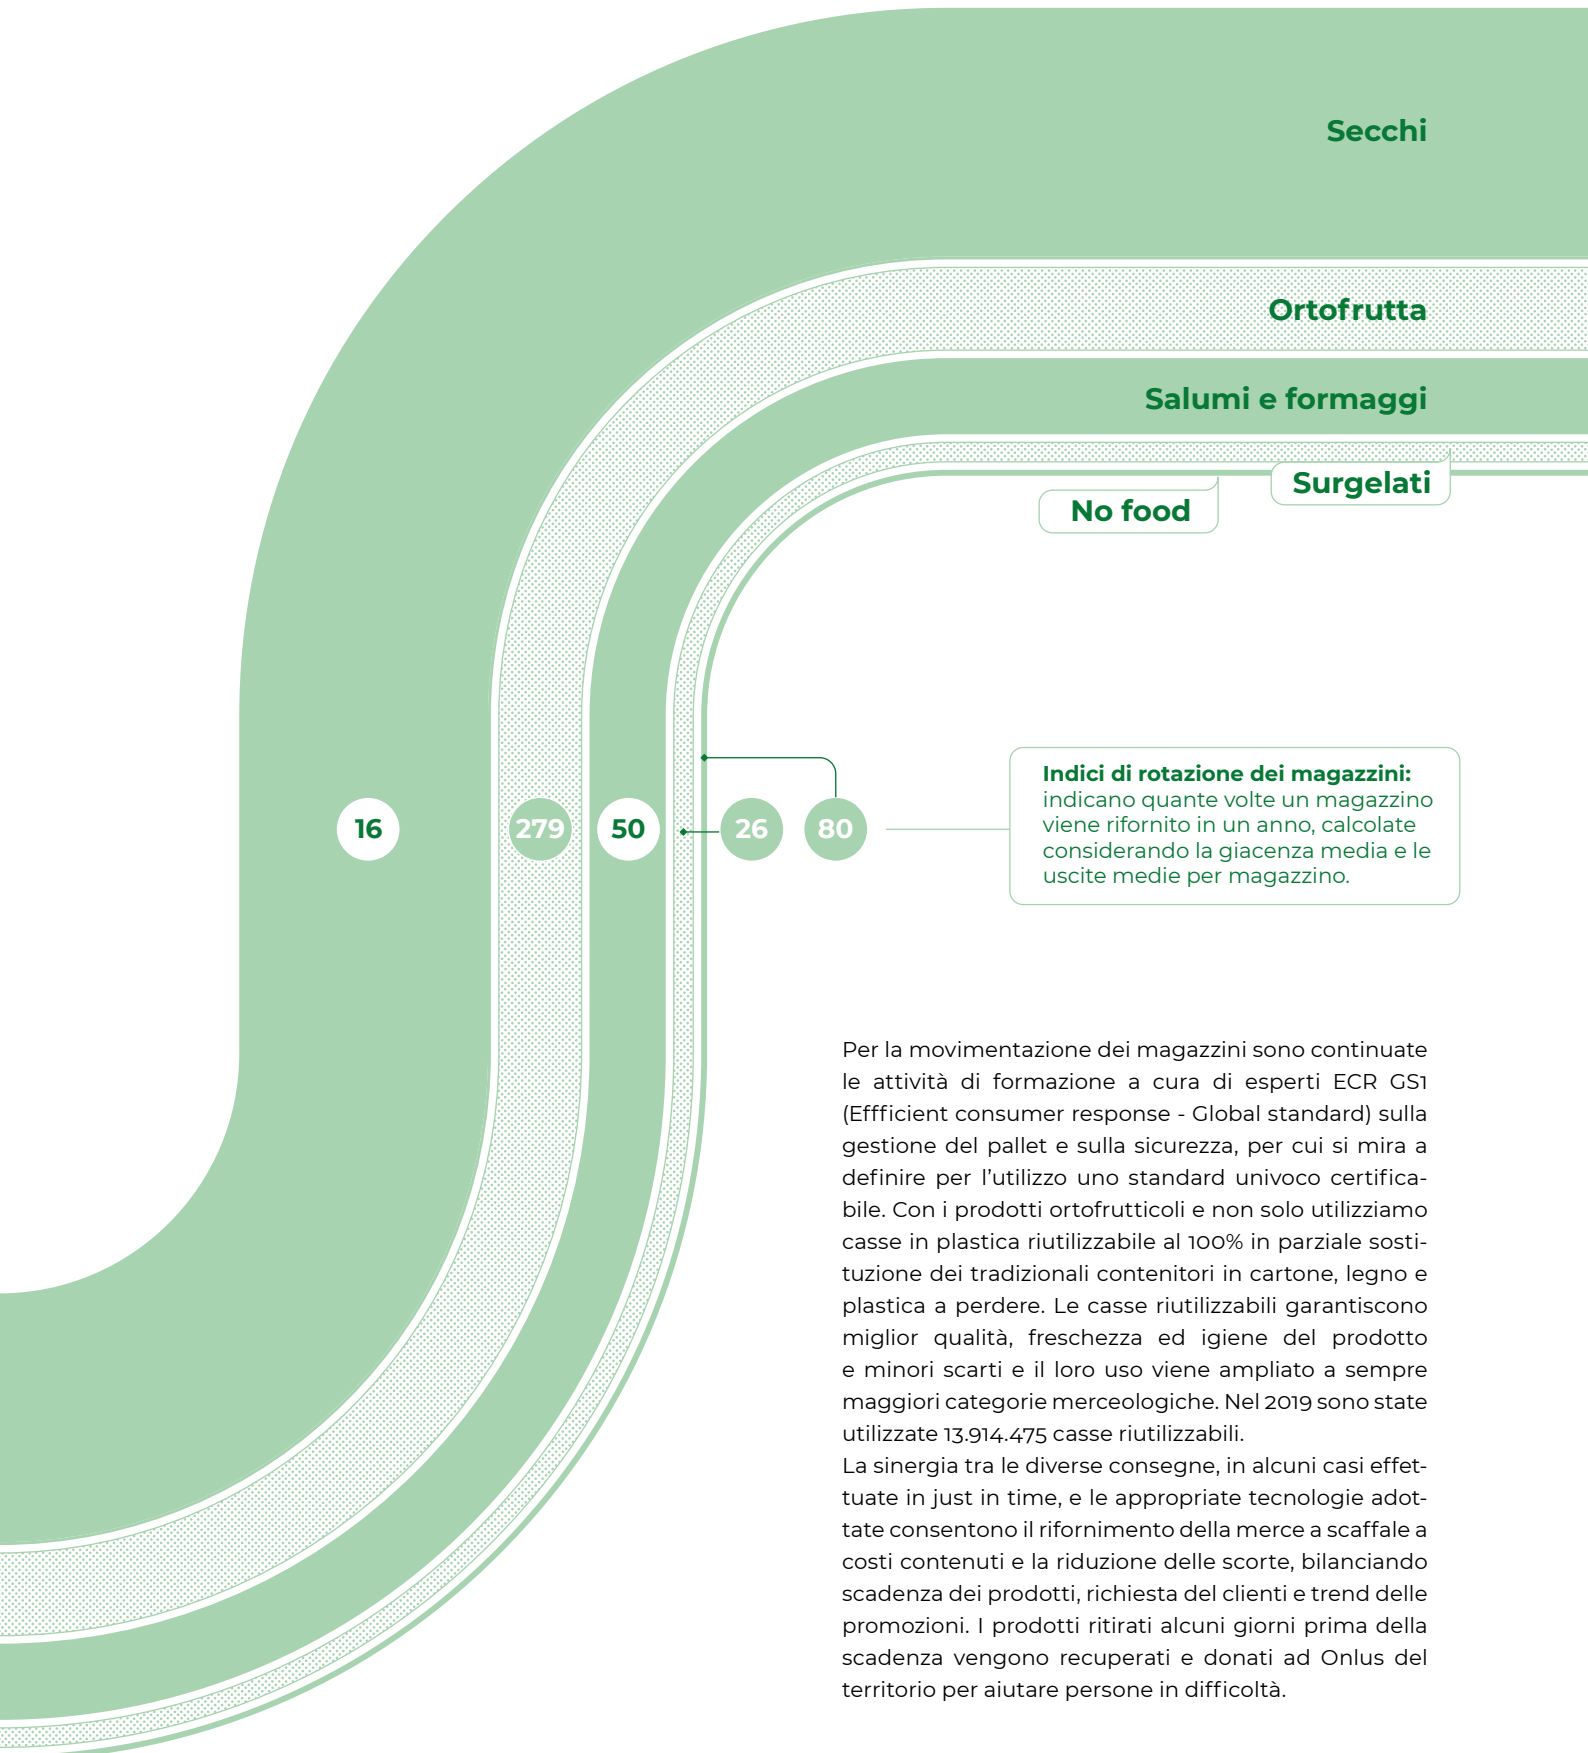 Secchi
Ortofrutta
Salumi e formaggi
Surgelati
No food
16
279
50
26
80
Indici di rotazione dei magazzini:
indicano quante volte un magazzino
viene rifornito in un anno, calcolate
considerando la giacenza media e le
uscite medie per magazzino.
Per la movimentazione dei magazzini sono continuate
le attività di formazione a cura di esperti ECR GS1
(Effficient consumer response - Global standard) sulla
gestione del pallet e sulla sicurezza, per cui si mira a
definire per l’utilizzo uno standard univoco certifica-
bile. Con i prodotti ortofrutticoli e non solo utilizziamo
casse in plastica riutilizzabile al 100% in parziale sosti-
tuzione dei tradizionali contenitori in cartone, legno e
plastica a perdere. Le casse riutilizzabili garantiscono
miglior qualità, freschezza ed igiene del prodotto
e minori scarti e il loro uso viene ampliato a sempre
maggiori categorie merceologiche. Nel 2019 sono state
utilizzate 13.914.475 casse riutilizzabili.
La sinergia tra le diverse consegne, in alcuni casi effet-
tuate in just in time, e le appropriate tecnologie adot-
tate consentono il rifornimento della merce a scaffale a
costi contenuti e la riduzione delle scorte, bilanciando
scadenza dei prodotti, richiesta del clienti e trend delle
promozioni. I prodotti ritirati alcuni giorni prima della
scadenza vengono recuperati e donati ad Onlus del
territorio per aiutare persone in difficoltà.